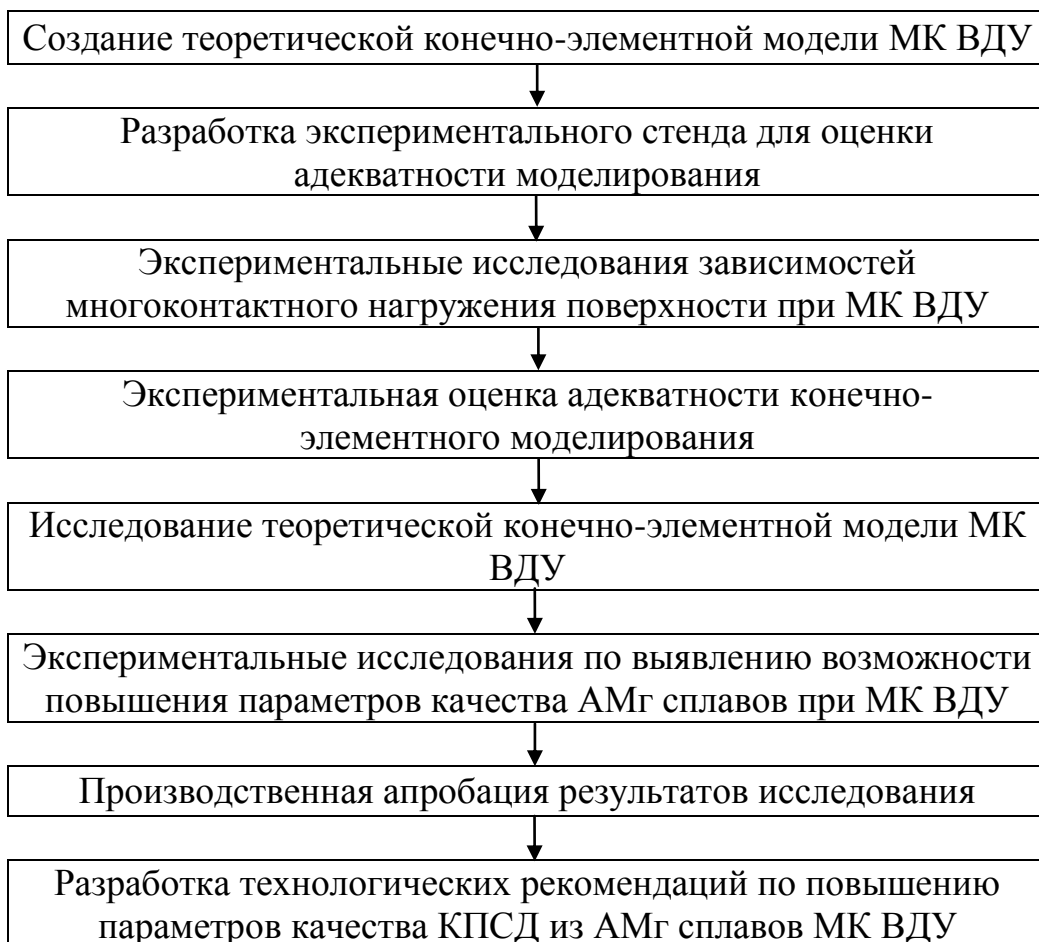 Создание теоретической конечно-элементной модели МК ВДУ
Разработка экспериментального стенда для оценки
адекватности моделирования
Экспериментальные исследования зависимостей
многоконтактного нагружения поверхности при МК ВДУ
Экспериментальная оценка адекватности конечно-
элементного моделирования
Исследование теоретической конечно-элементной модели МК
ВДУ
Экспериментальные исследования по выявлению возможности
повышения параметров качества АМг сплавов при МК ВДУ
Производственная апробация результатов исследования
Разработка технологических рекомендаций по повышению
параметров качества КПСД из АМг сплавов МК ВДУ